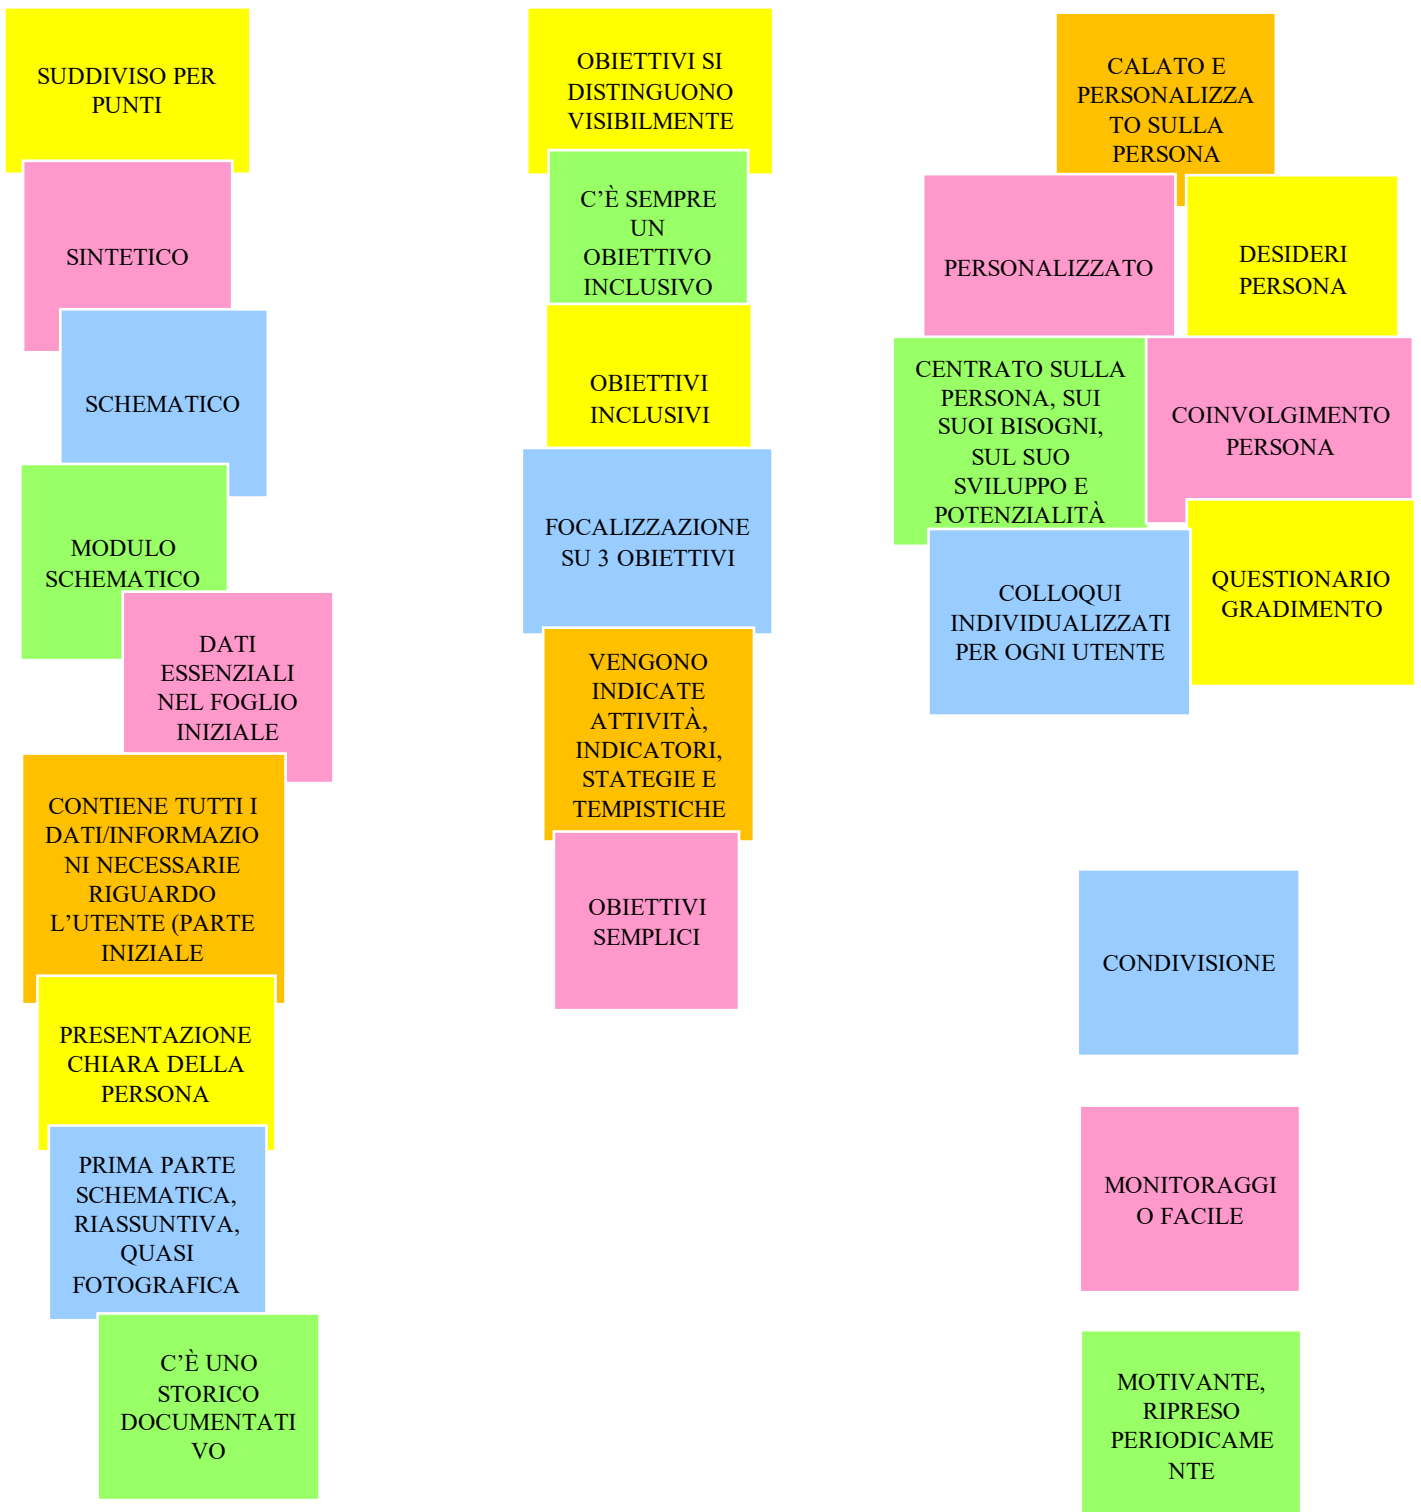 SUDDIVISO PER
PUNTI
SINTETICO
SCHEMATICO
MODULO
SCHEMATICO
DATI
ESSENZIALI
NEL FOGLIO
INIZIALE
CONTIENE TUTTI I
DATI/INFORMAZIO
NI NECESSARIE
RIGUARDO
L’UTENTE (PARTE
INIZIALE
PRESENTAZIONE
CHIARA DELLA
PERSONA
PRIMA PARTE
SCHEMATICA,
RIASSUNTIVA,
QUASI
FOTOGRAFICA
C’È UNO
STORICO
DOCUMENTATI
VO
OBIETTIVI SI
DISTINGUONO
VISIBILMENTE
C’È SEMPRE
UN
OBIETTIVO
INCLUSIVO
OBIETTIVI
INCLUSIVI
FOCALIZZAZIONE
SU 3 OBIETTIVI
VENGONO
INDICATE
ATTIVITÀ,
INDICATORI,
STATEGIE E
TEMPISTICHE
OBIETTIVI
SEMPLICI
CALATO E
PERSONALIZZA
TO SULLA
PERSONA
PERSONALIZZATO
DESIDERI
PERSONA
CENTRATO SULLA
PERSONA, SUI
SUOI BISOGNI,
SUL SUO
SVILUPPO E
POTENZIALITÀ
COINVOLGIMENTO
PERSONA
COLLOQUI
INDIVIDUALIZZATI
PER OGNI UTENTE
QUESTIONARIO
GRADIMENTO
CONDIVISIONE
MONITORAGGI
O FACILE
MOTIVANTE,
RIPRESO
PERIODICAME
NTE